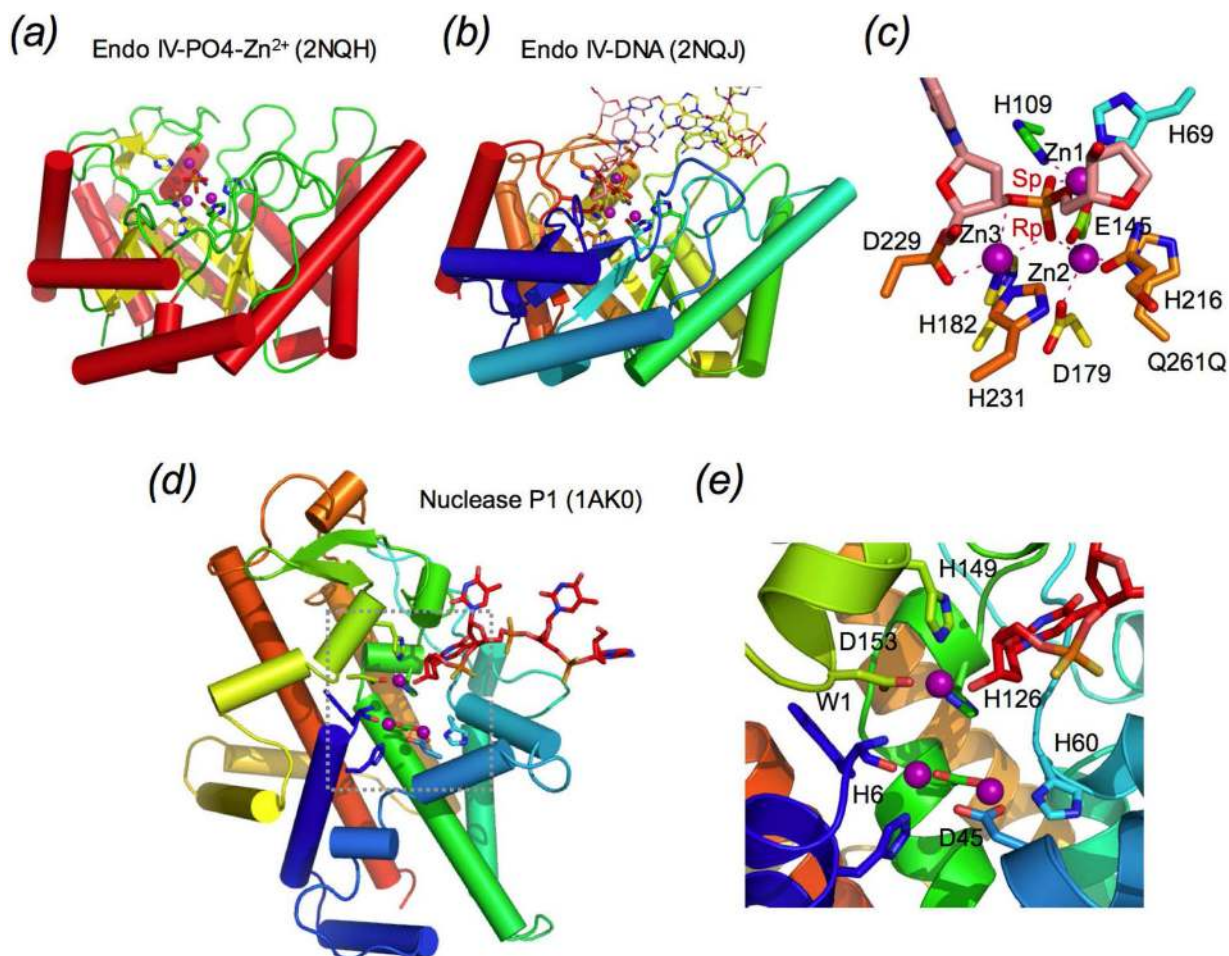 (a)
Endo IV-PO4-Zn²⁺ (2NQH)
(b)
Endo IV-DNA (2NQJ)
(c)
H109
H69
Zn1
Sp
Rp
E145
D229
Zn3
Zn2
H216
H182
D179
Q261Q
H231
(d)
Nuclease P1 (1AK0)
(e)
H149
D153
W1
H126
H60
H6
D45